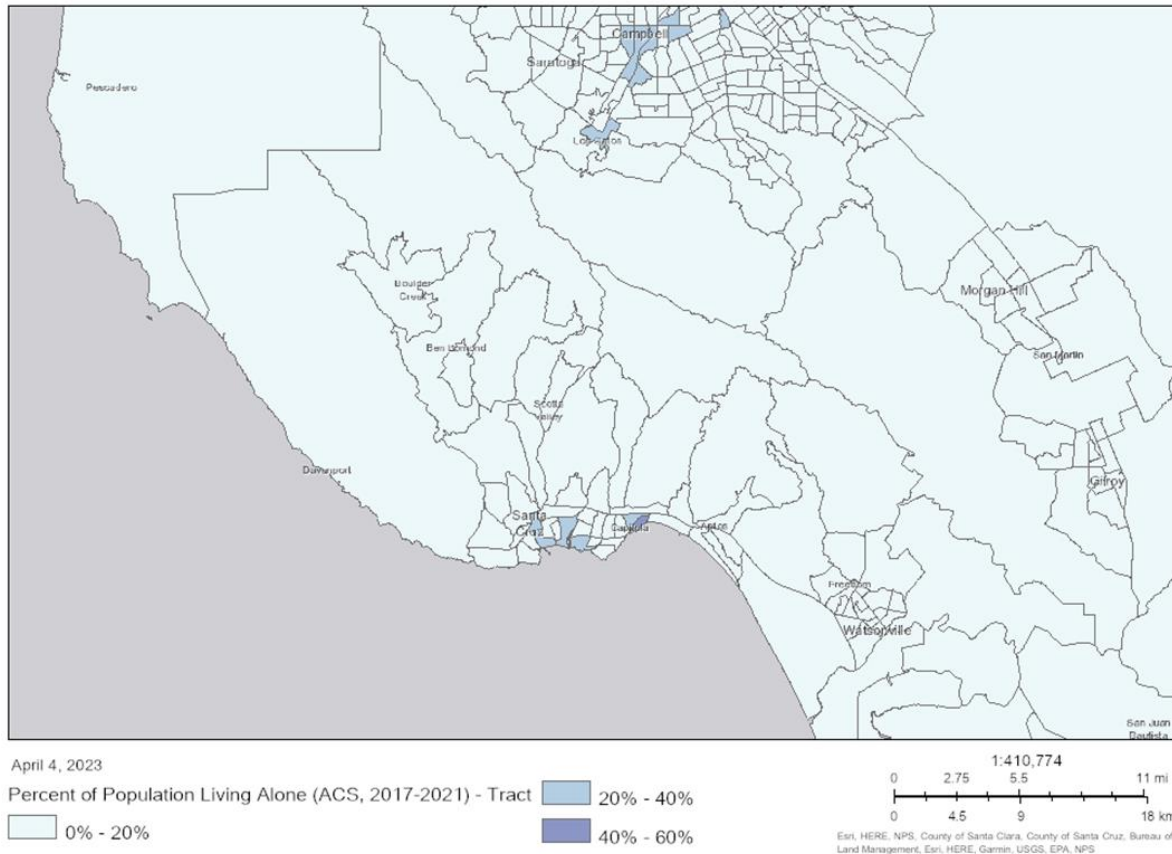 Campbell
Saratoga
Pescadero
Los Gatos
Boulder
Creek
Morgan Hill
Ben Lomond
San Martin
Scotts
Valley
Davenport
Gilroy
Santa
Cruz
Capitola
Aptos
Freedom
Watsonville
San Juan
Bautista
April 4, 2023
Percent of Population Living Alone (ACS, 2017-2021) - Tract
0% - 20%
20% - 40%
40% - 60%
1:410,774
0 2.75 5.5 11 mi
0 4.5 9 18 km
Esri, HERE, NPS, County of Santa Clara, County of Santa Cruz, Bureau of
Land Management, Esri, HERE, Garmin, USGS, EPA, NPS